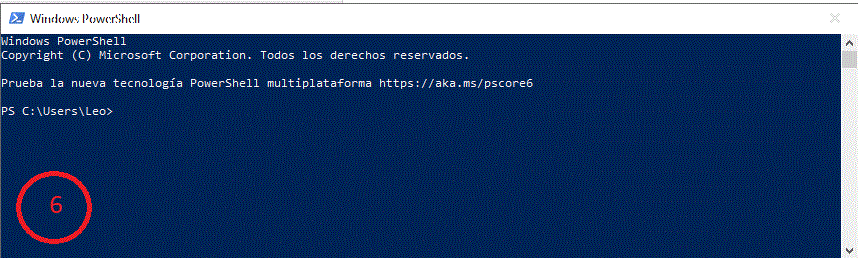 Windows PowerShell
Windows PowerShell
Copyright (C) Microsoft Corporation. Todos los derechos reservados.
Prueba la nueva tecnología PowerShell multiplataforma https://aka.ms/pscore6
PS C:\Users\Leo>
6